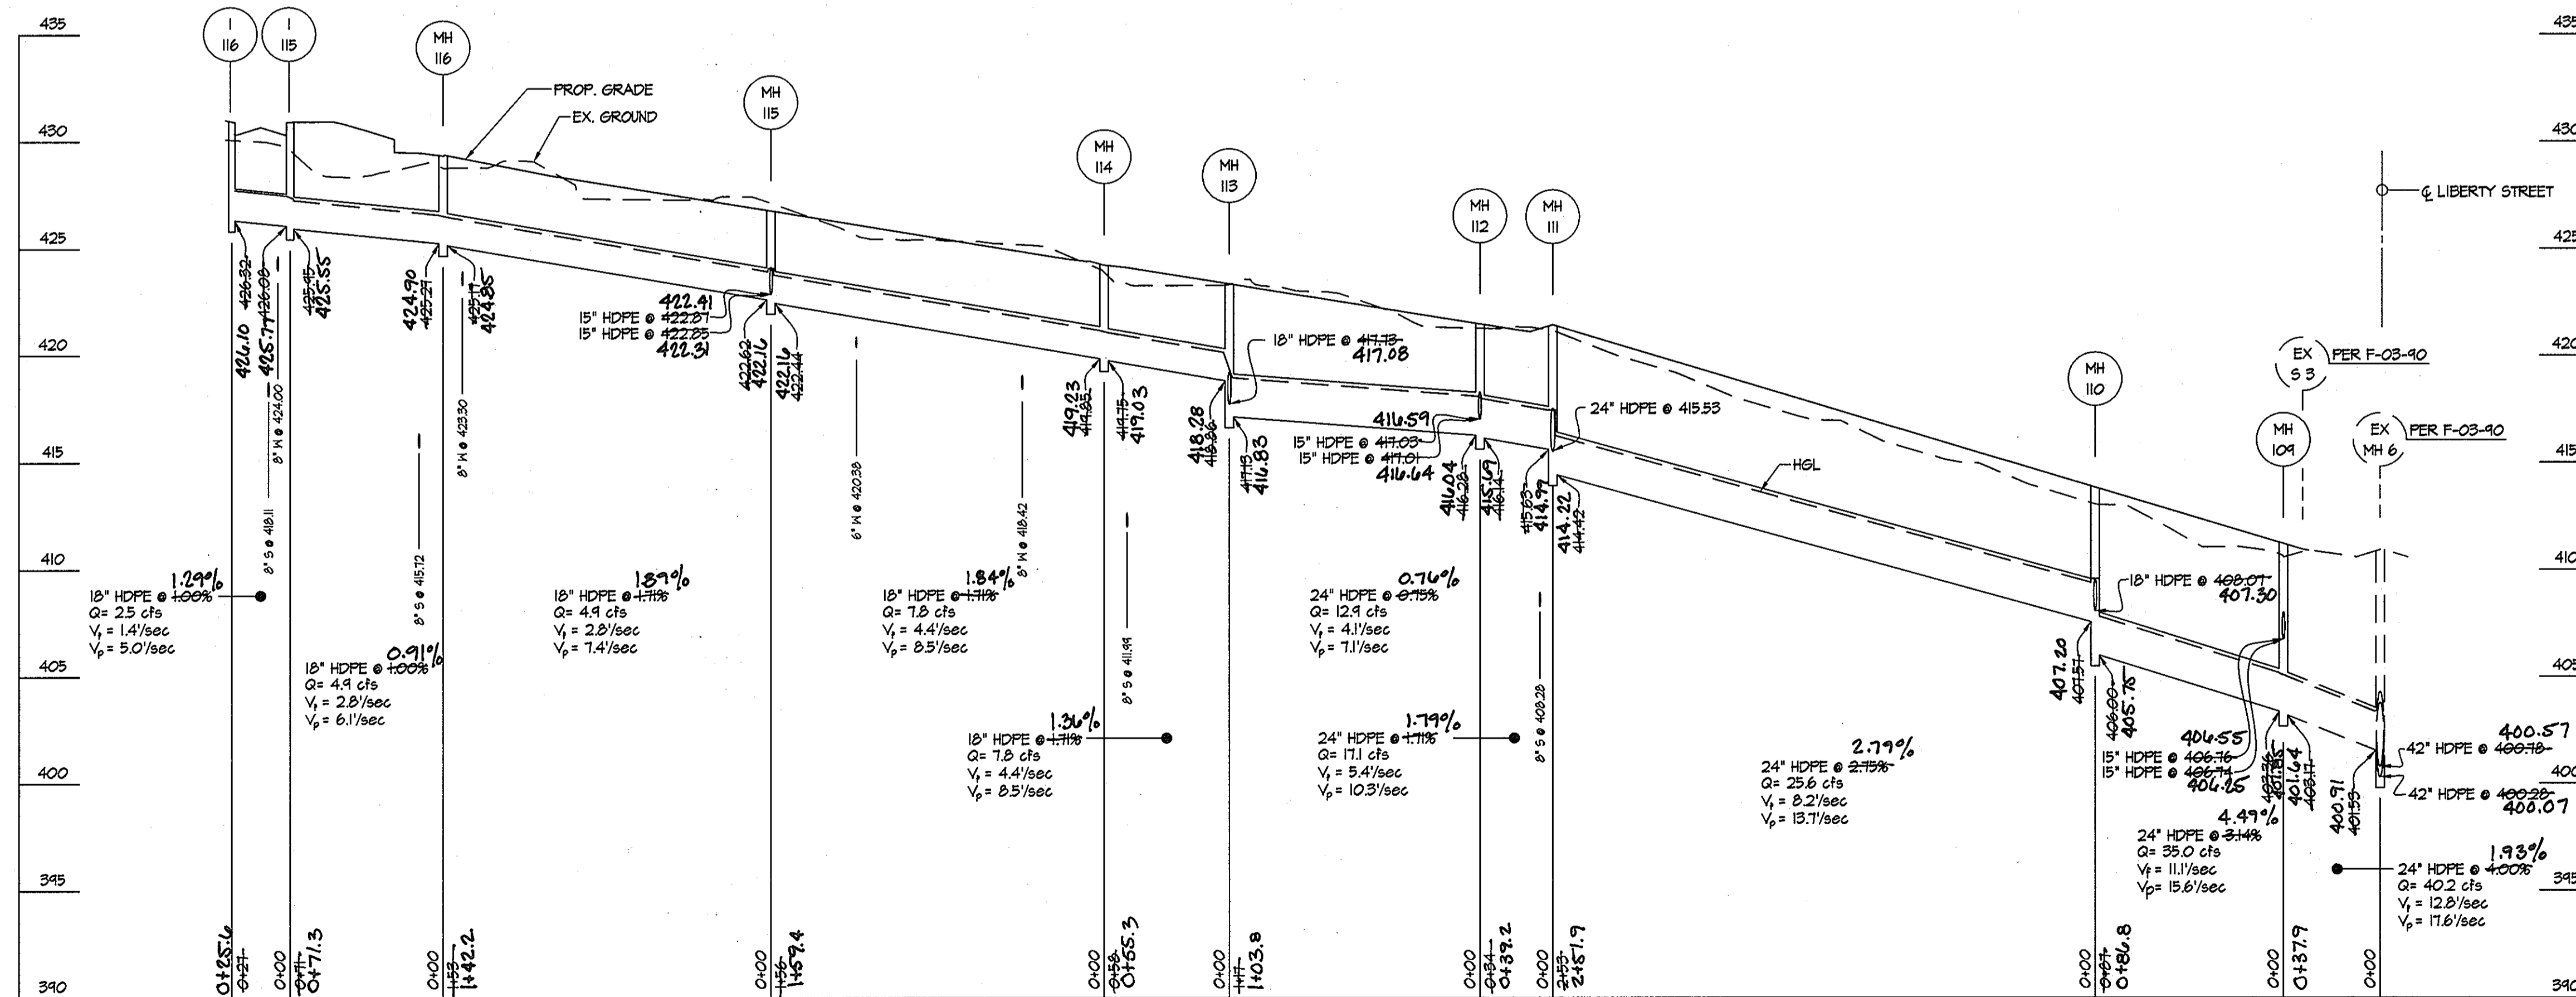 435
430
425
420
415
410
405
400
395
390
I
116
I
115
MH
116
MH
115
MH
114
MH
113
MH
112
MH
111
MH
110
MH
109
EX
S 3
PER F-03-90
EX
MH 6
PER F-03-90
℄ LIBERTY STREET
PROP. GRADE
EX. GROUND
HGL
426.10
426.32
425.77
426.08
425.95
425.55
8" W @ 424.00
8" S @ 418.11
424.90
425.27
425.17
424.85
8" W @ 423.30
8" S @ 415.72
422.41
15" HDPE @ 422.87
15" HDPE @ 422.85
422.31
422.62
422.16
422.16
422.44
6" W @ 420.38
8" W @ 418.42
419.23
419.85
419.75
419.03
8" S @ 411.99
418.28
418.86
417.13
416.83
18" HDPE @ 417.73
417.08
416.59
15" HDPE @ 417.03
15" HDPE @ 417.01
416.64
416.04
416.28
415.69
416.14
24" HDPE @ 415.53
415.63
414.99
414.22
414.42
8" S @ 408.28
407.20
407.57
406.00
405.75
18" HDPE @ 408.07
407.30
406.55
15" HDPE @ 406.76
15" HDPE @ 406.74
406.25
401.64
403.17
400.91
401.53
400.57
42" HDPE @ 400.78
42" HDPE @ 400.28
400.07
1.29%
18" HDPE @ 1.00%
Q= 2.5 cfs
Vf = 1.4'/sec
Vp = 5.0'/sec
0.91%
18" HDPE @ 1.00%
Q= 4.9 cfs
Vf = 2.8'/sec
Vp = 6.1'/sec
1.89%
18" HDPE @ 1.71%
Q= 4.9 cfs
Vf = 2.8'/sec
Vp = 7.4'/sec
1.84%
18" HDPE @ 1.71%
Q= 7.8 cfs
Vf = 4.4'/sec
Vp = 8.5'/sec
1.36%
18" HDPE @ 1.71%
Q= 7.8 cfs
Vf = 4.4'/sec
Vp = 8.5'/sec
0.76%
24" HDPE @ 0.75%
Q= 12.9 cfs
Vf = 4.1'/sec
Vp = 7.1'/sec
1.79%
24" HDPE @ 1.71%
Q= 17.1 cfs
Vf = 5.4'/sec
Vp = 10.3'/sec
2.79%
24" HDPE @ 2.75%
Q= 25.6 cfs
Vf = 8.2'/sec
Vp = 13.7'/sec
4.49%
24" HDPE @ 3.14%
Q= 35.0 cfs
Vf = 11.1'/sec
Vp= 15.6'/sec
1.93%
24" HDPE @ 4.00%
Q= 40.2 cfs
Vf = 12.8'/sec
Vp = 17.6'/sec
0+25.6
0+27
0+00
0+71
0+71.3
0+00
1+53
1+42.2
0+00
1+56
1+59.4
0+00
0+58
0+55.3
0+00
1+17
1+03.8
0+00
0+34
0+39.2
0+00
2+53
2+51.9
0+00
0+87
0+86.8
0+00
0+37.9
0+00
435
430
425
420
415
410
405
400
395
390